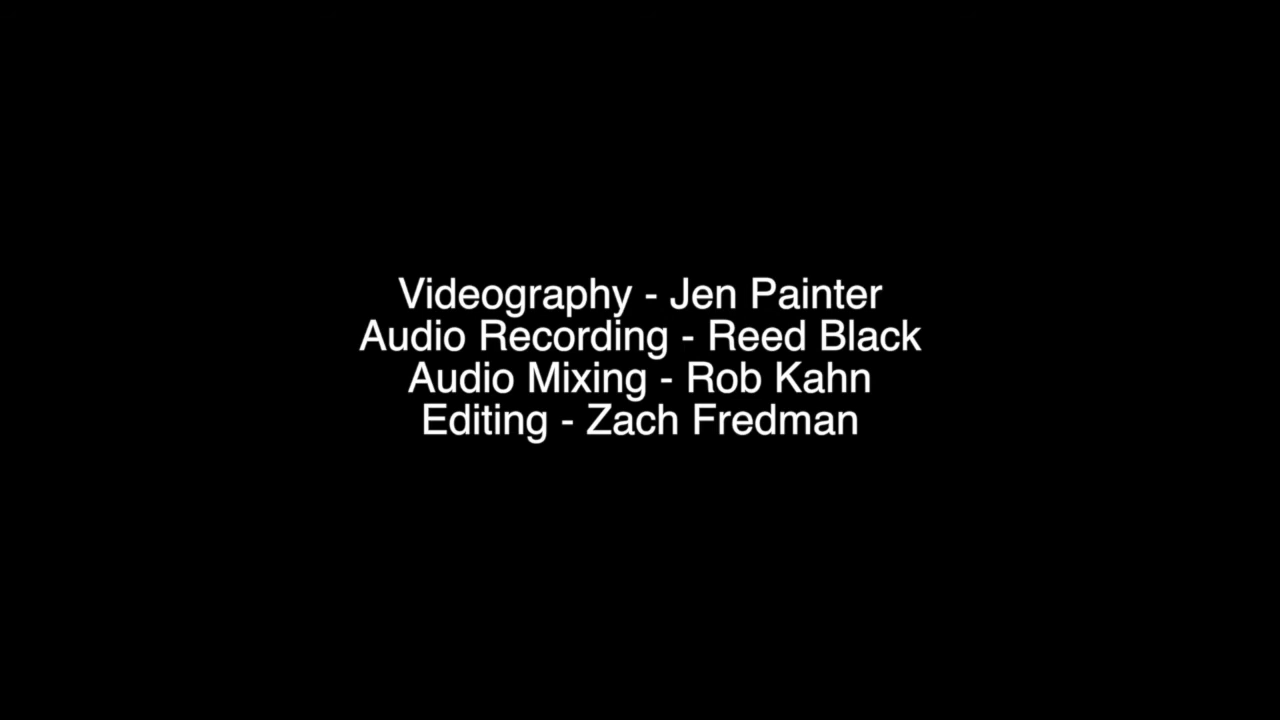 Videography - Jen Painter
Audio Recording - Reed Black
Audio Mixing - Rob Kahn
Editing - Zach Fredman